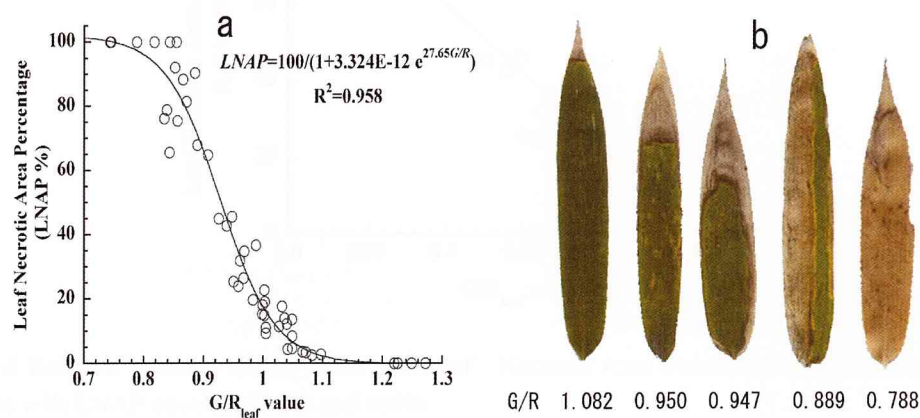 a
b
LNAP=100/(1+3.324E-12 e^27.65G/R)
R²=0.958
Leaf Necrotic Area Percentage
(LNAP %)
100
80
60
40
20
0
0.7 0.8 0.9 1.0 1.1 1.2 1.3
G/R_leaf value
G/R 1.082 0.950 0.947 0.889 0.788